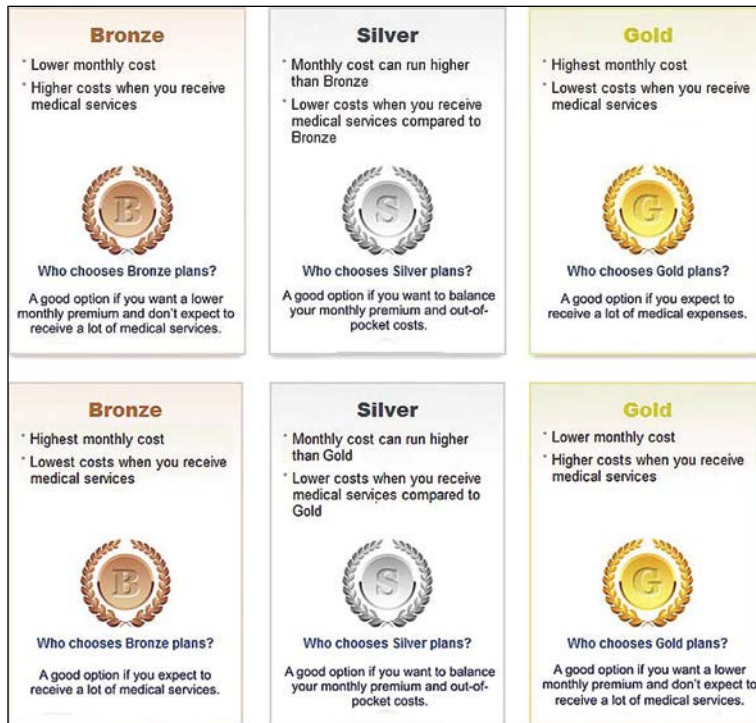 Bronze
* Lower monthly cost
* Higher costs when you receive
medical services
B
Who chooses Bronze plans?
A good option if you want a lower
monthly premium and don't expect to
receive a lot of medical services.
Silver
* Monthly cost can run higher
than Bronze
* Lower costs when you receive
medical services compared to
Bronze
S
Who chooses Silver plans?
A good option if you want to balance
your monthly premium and out-of-
pocket costs.
Gold
* Highest monthly cost
* Lowest costs when you receive
medical services
G
Who chooses Gold plans?
A good option if you expect to
receive a lot of medical expenses.
Bronze
* Highest monthly cost
* Lowest costs when you receive
medical services
B
Who chooses Bronze plans?
A good option if you expect to
receive a lot of medical services.
Silver
* Monthly cost can run higher
than Gold
* Lower costs when you receive
medical services compared to
Gold
S
Who chooses Silver plans?
A good option if you want to balance
your monthly premium and out-of-
pocket costs.
Gold
* Lower monthly cost
* Higher costs when you receive
medical services
G
Who chooses Gold plans?
A good option if you want a lower
monthly premium and don't expect to
receive a lot of medical services.